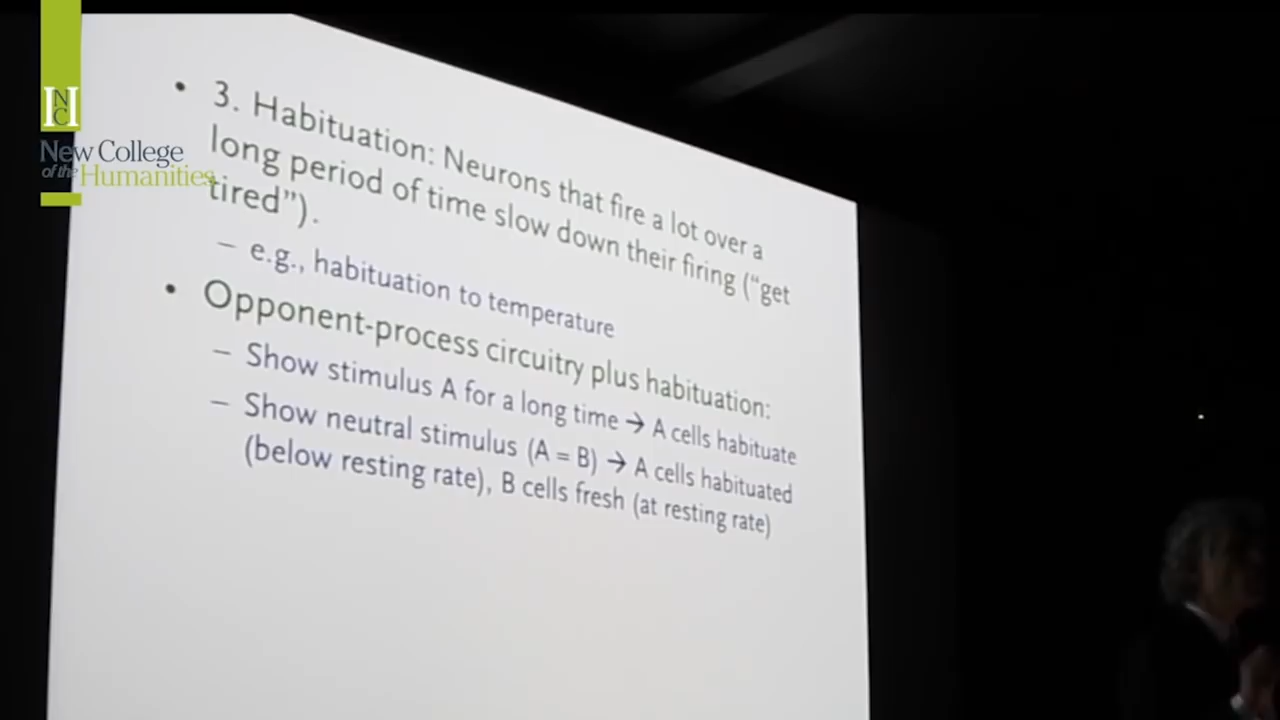 NCH
New College
of the Humanities
• 3. Habituation: Neurons that fire a lot over a
long period of time slow down their firing (“get
tired”).
– e.g., habituation to temperature
• Opponent-process circuitry plus habituation:
– Show stimulus A for a long time → A cells habituate
– Show neutral stimulus (A = B) → A cells habituated
(below resting rate), B cells fresh (at resting rate)